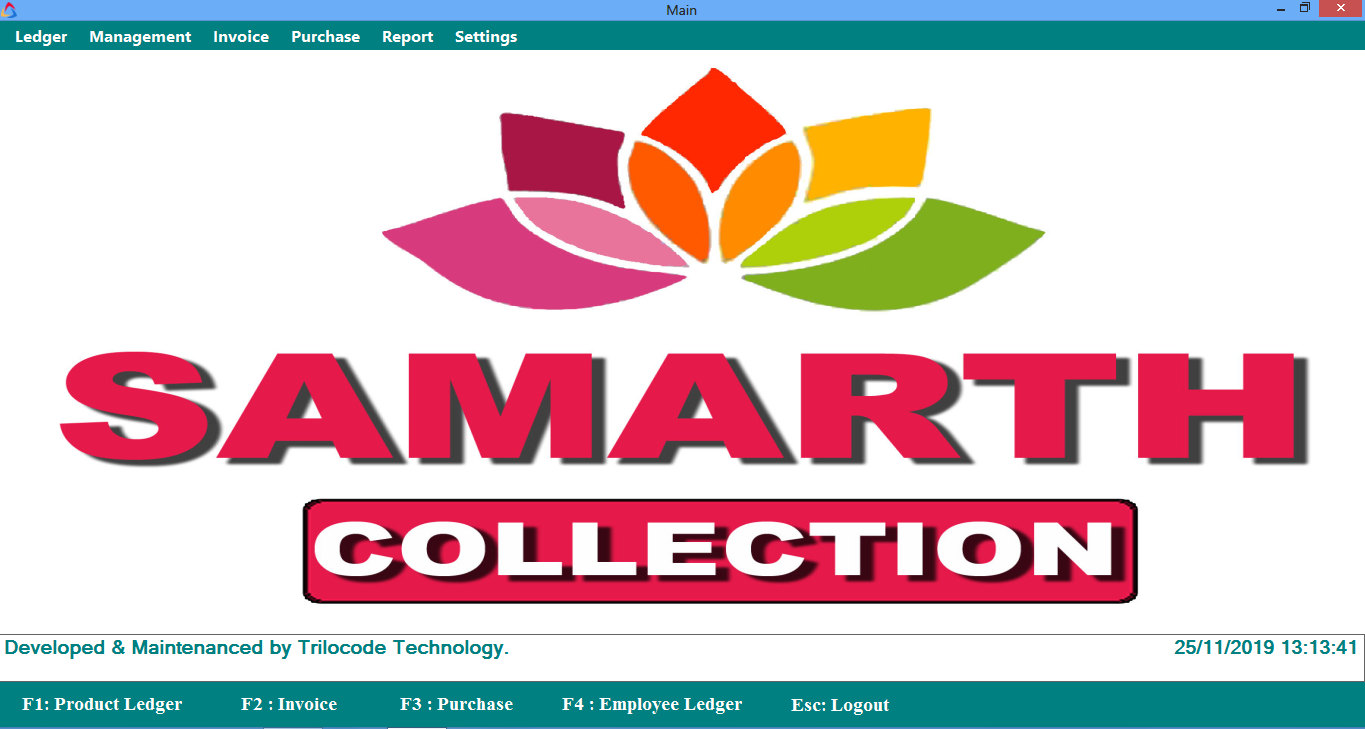 Main
Ledger Management Invoice Purchase Report Settings
SAMARTH
COLLECTION
Developed & Maintenanced by Trilocode Technology. 25/11/2019 13:13:41
F1: Product Ledger F2 : Invoice F3 : Purchase F4 : Employee Ledger Esc: Logout